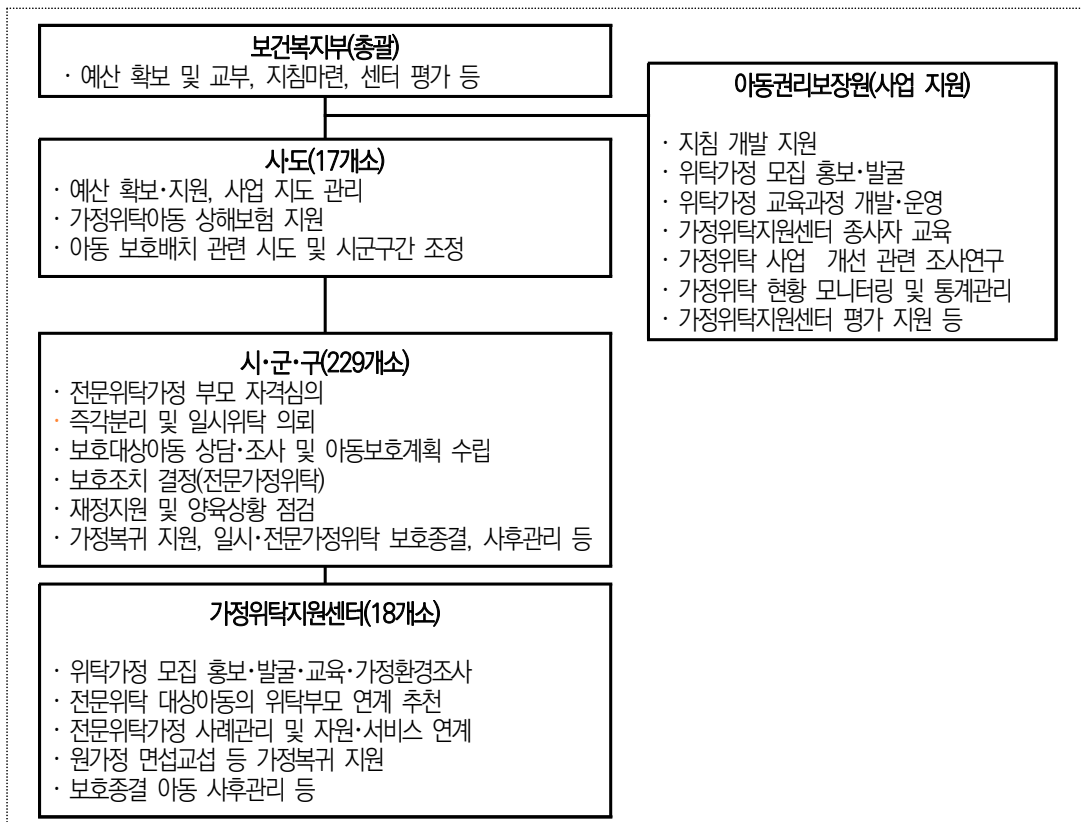 보건복지부(총괄)
· 예산 확보 및 교부, 지침마련, 센터 평가 등
아동권리보장원(사업 지원)
· 지침 개발 지원
· 위탁가정 모집 홍보·발굴
· 위탁가정 교육과정 개발·운영
· 가정위탁지원센터 종사자 교육
· 가정위탁 사업 개선 관련 조사연구
· 가정위탁 현황 모니터링 및 통계관리
· 가정위탁지원센터 평가 지원 등
시·도(17개소)
· 예산 확보·지원, 사업 지도 관리
· 가정위탁아동 상해보험 지원
· 아동 보호배치 관련 시도 및 시군구간 조정
시·군·구(229개소)
· 전문위탁가정 부모 자격심의
· 즉각분리 및 일시위탁 의뢰
· 보호대상아동 상담·조사 및 아동보호계획 수립
· 보호조치 결정(전문가정위탁)
· 재정지원 및 양육상황 점검
· 가정복귀 지원, 일시·전문가정위탁 보호종결, 사후관리 등
가정위탁지원센터(18개소)
· 위탁가정 모집 홍보·발굴·교육·가정환경조사
· 전문위탁 대상아동의 위탁부모 연계 추천
· 전문위탁가정 사례관리 및 자원·서비스 연계
· 원가정 면섭교섭 등 가정복귀 지원
· 보호종결 아동 사후관리 등